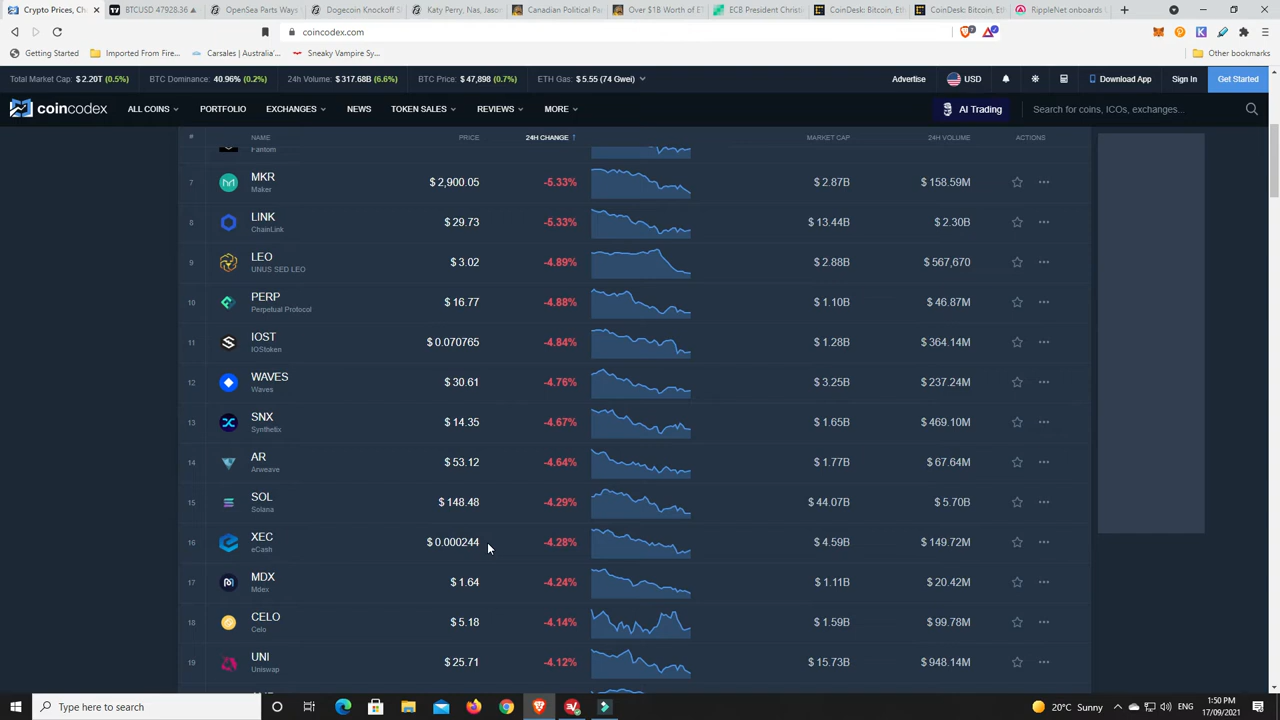 Crypto Prices, Ch
BTCUSD 47928.36
OpenSea Parts Ways
Dogecoin Knockoff S
Katy Perry, Nas, Jason
Canadian Political Pa
Over $1B Worth of ET
ECB President Christ
CoinDesk: Bitcoin, Eth
CoinDesk: Bitcoin, Eth
RippleNet onboards
coincodex.com
Getting Started
Imported From Fire...
Carsales | Australia's...
Sneaky Vampire Sy...
Other bookmarks
Total Market Cap: $2.20T (0.5%)
BTC Dominance: 40.96% (0.2%)
24h Volume: $317.68B (6.6%)
BTC Price: $47,898 (0.7%)
ETH Gas: $5.55 (74 Gwei)
Advertise
USD
Download App
Sign In
Get Started
coincodex
ALL COINS
PORTFOLIO
EXCHANGES
NEWS
TOKEN SALES
REVIEWS
MORE
AI Trading
Search for coins, ICOs, exchanges...
# NAME PRICE 24H CHANGE ↑ MARKET CAP 24H VOLUME ACTIONS
Fantom
7 MKR $ 2,900.05 -5.33% $ 2.87B $ 158.59M
Maker
8 LINK $ 29.73 -5.33% $ 13.44B $ 2.30B
ChainLink
9 LEO $ 3.02 -4.89% $ 2.88B $ 567,670
UNUS SED LEO
10 PERP $ 16.77 -4.88% $ 1.10B $ 46.87M
Perpetual Protocol
11 IOST $ 0.070765 -4.84% $ 1.28B $ 364.14M
IOStoken
12 WAVES $ 30.61 -4.76% $ 3.25B $ 237.24M
Waves
13 SNX $ 14.35 -4.67% $ 1.65B $ 469.10M
Synthetix
14 AR $ 53.12 -4.64% $ 1.77B $ 67.64M
Arweave
15 SOL $ 148.48 -4.29% $ 44.07B $ 5.70B
Solana
16 XEC $ 0.000244 -4.28% $ 4.59B $ 149.72M
eCash
17 MDX $ 1.64 -4.24% $ 1.11B $ 20.42M
Mdex
18 CELO $ 5.18 -4.14% $ 1.59B $ 99.78M
Celo
19 UNI $ 25.71 -4.12% $ 15.73B $ 948.14M
Uniswap
Type here to search
20°C Sunny
ENG
1:50 PM
17/09/2021